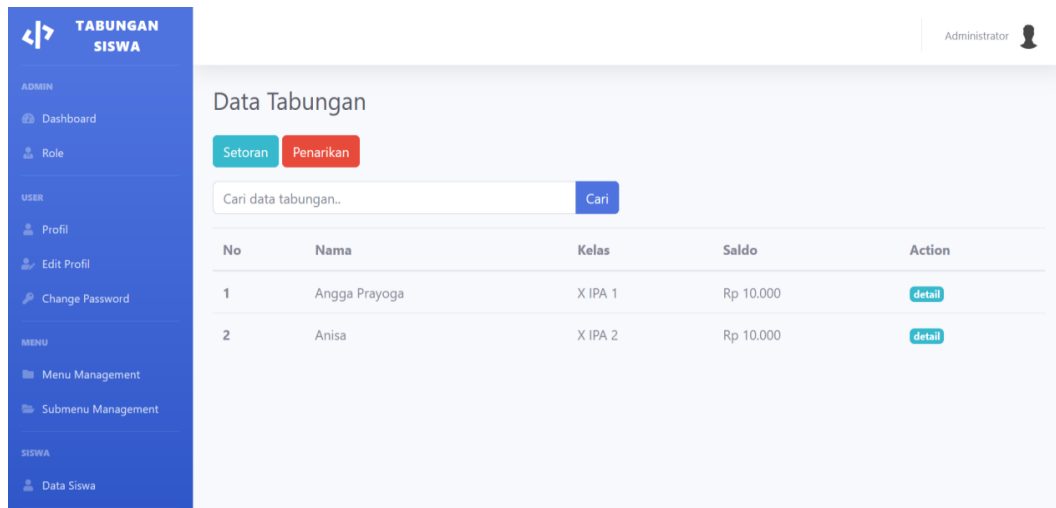 TABUNGAN
SISWA
Administrator
ADMIN
Dashboard
Role
USER
Profil
Edit Profil
Change Password
MENU
Menu Management
Submenu Management
SISWA
Data Siswa
Data Tabungan
Setoran Penarikan
Cari data tabungan.. Cari
No Nama Kelas Saldo Action
1 Angga Prayoga X IPA 1 Rp 10.000 detail
2 Anisa X IPA 2 Rp 10.000 detail